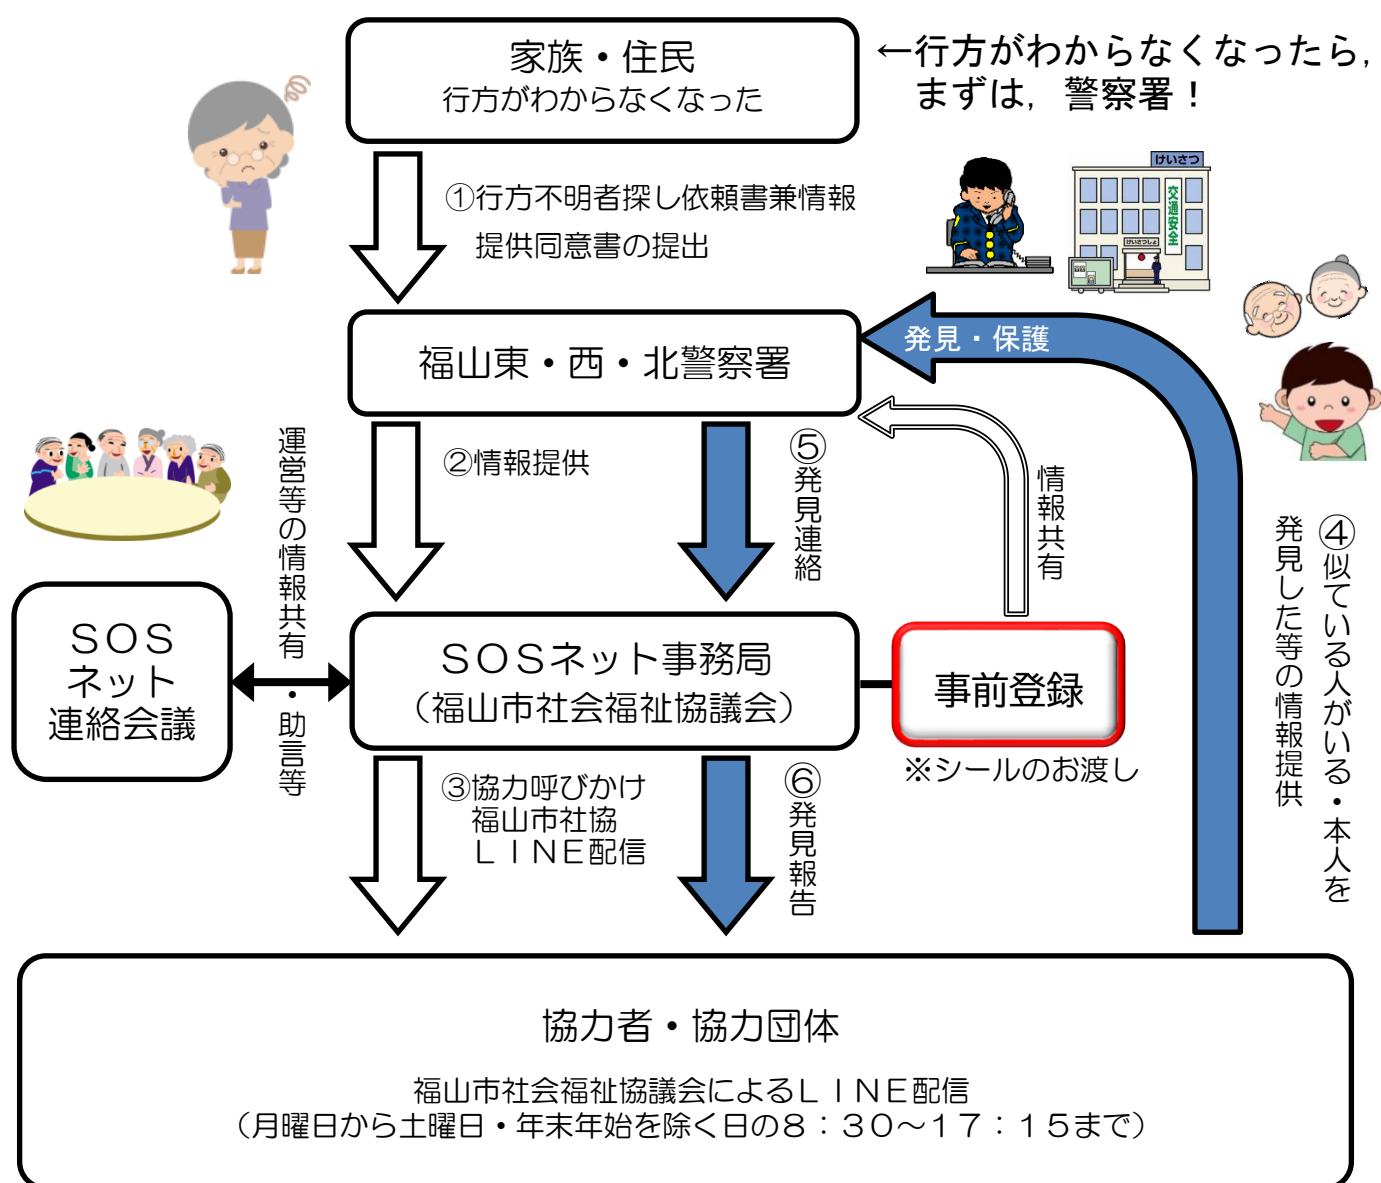 家族・住民
行方がわからなくなった
←行方がわからなくなったら,
まずは，警察署！
けいさつ
交通安全
けいさつしょ
①行方不明者探し依頼書兼情報
提供同意書の提出
福山東・西・北警察署
発見・保護
②情報提供
⑤発見連絡
情報共有
④似ている人がいる・本人を
発見した等の情報提供
運営等の情報共有・助言等
ＳＯＳ
ネット
連絡会議
ＳＯＳネット事務局
（福山市社会福祉協議会）
事前登録
※シールのお渡し
③協力呼びかけ
福山市社協
ＬＩＮＥ配信
⑥発見報告
協力者・協力団体
福山市社会福祉協議会によるＬＩＮＥ配信
（月曜日から土曜日・年末年始を除く日の８：３０～１７：１５まで）